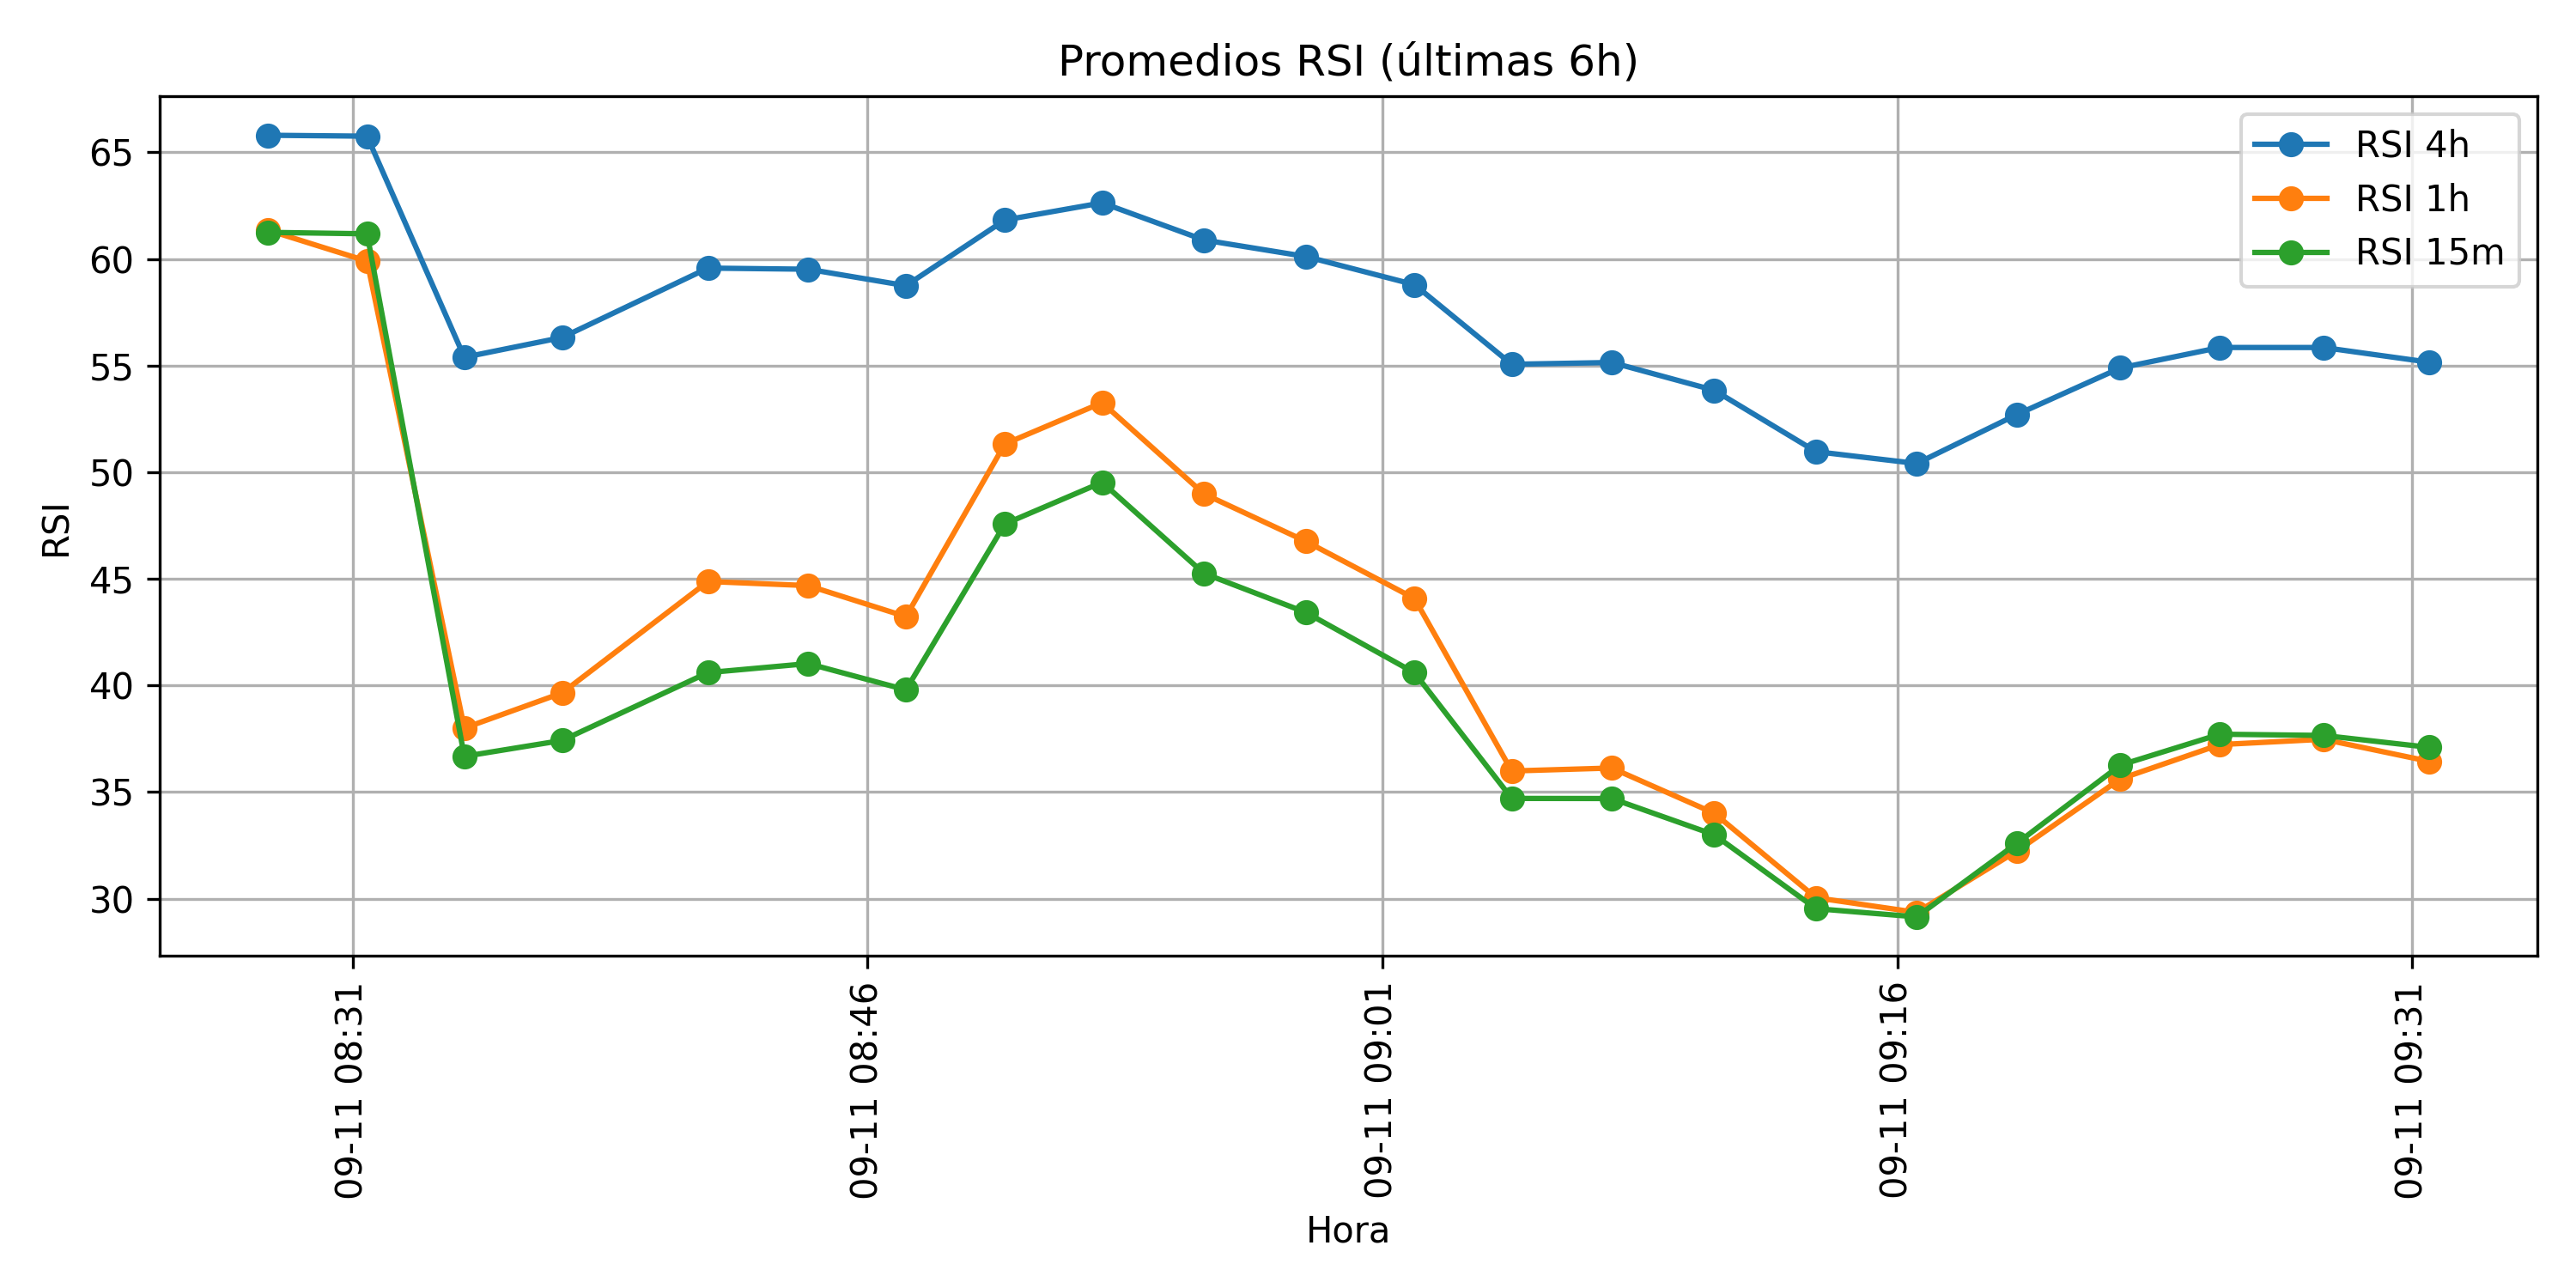 Promedios RSI (últimas 6h)
RSI 4h
RSI 1h
RSI 15m
RSI
65
60
55
50
45
40
35
30
09-11 08:31
09-11 08:46
09-11 09:01
09-11 09:16
09-11 09:31
Hora